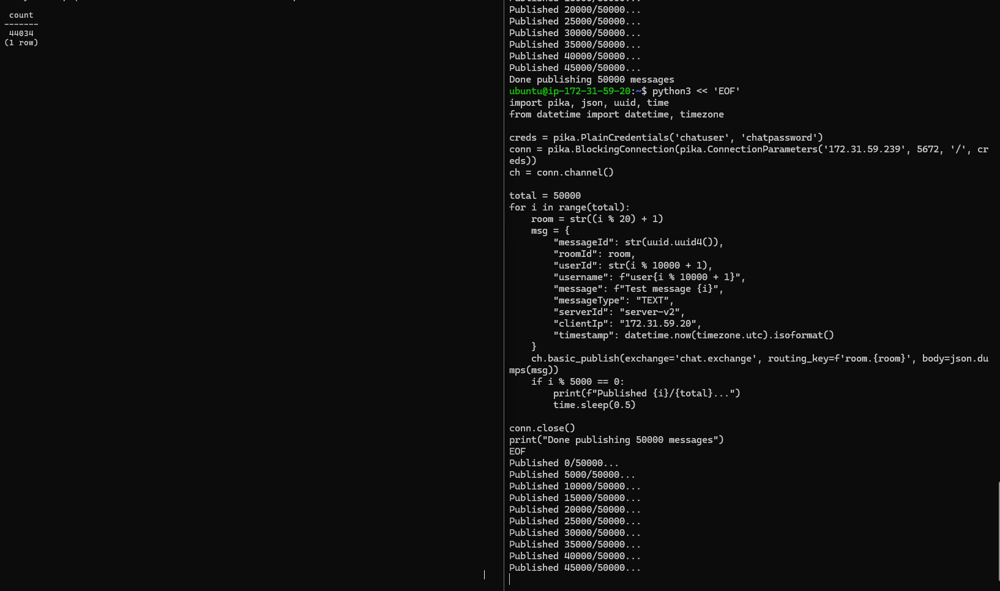 count
-------
44034
(1 row)
Published 20000/50000...
Published 25000/50000...
Published 30000/50000...
Published 35000/50000...
Published 40000/50000...
Published 45000/50000...
Done publishing 50000 messages
ubuntu@ip-172-31-59-20:~$ python3 << 'EOF'
import pika, json, uuid, time
from datetime import datetime, timezone

creds = pika.PlainCredentials('chatuser', 'chatpassword')
conn = pika.BlockingConnection(pika.ConnectionParameters('172.31.59.239', 5672, '/', cr
eds))
ch = conn.channel()

total = 50000
for i in range(total):
    room = str((i % 20) + 1)
    msg = {
        "messageId": str(uuid.uuid4()),
        "roomId": room,
        "userId": str(i % 10000 + 1),
        "username": f"user{i % 10000 + 1}",
        "message": f"Test message {i}",
        "messageType": "TEXT",
        "serverId": "server-v2",
        "clientIp": "172.31.59.20",
        "timestamp": datetime.now(timezone.utc).isoformat()
    }
    ch.basic_publish(exchange='chat.exchange', routing_key=f'room.{room}', body=json.du
mps(msg))
    if i % 5000 == 0:
        print(f"Published {i}/{total}...")
        time.sleep(0.5)

conn.close()
print("Done publishing 50000 messages")
EOF
Published 0/50000...
Published 5000/50000...
Published 10000/50000...
Published 15000/50000...
Published 20000/50000...
Published 25000/50000...
Published 30000/50000...
Published 35000/50000...
Published 40000/50000...
Published 45000/50000...